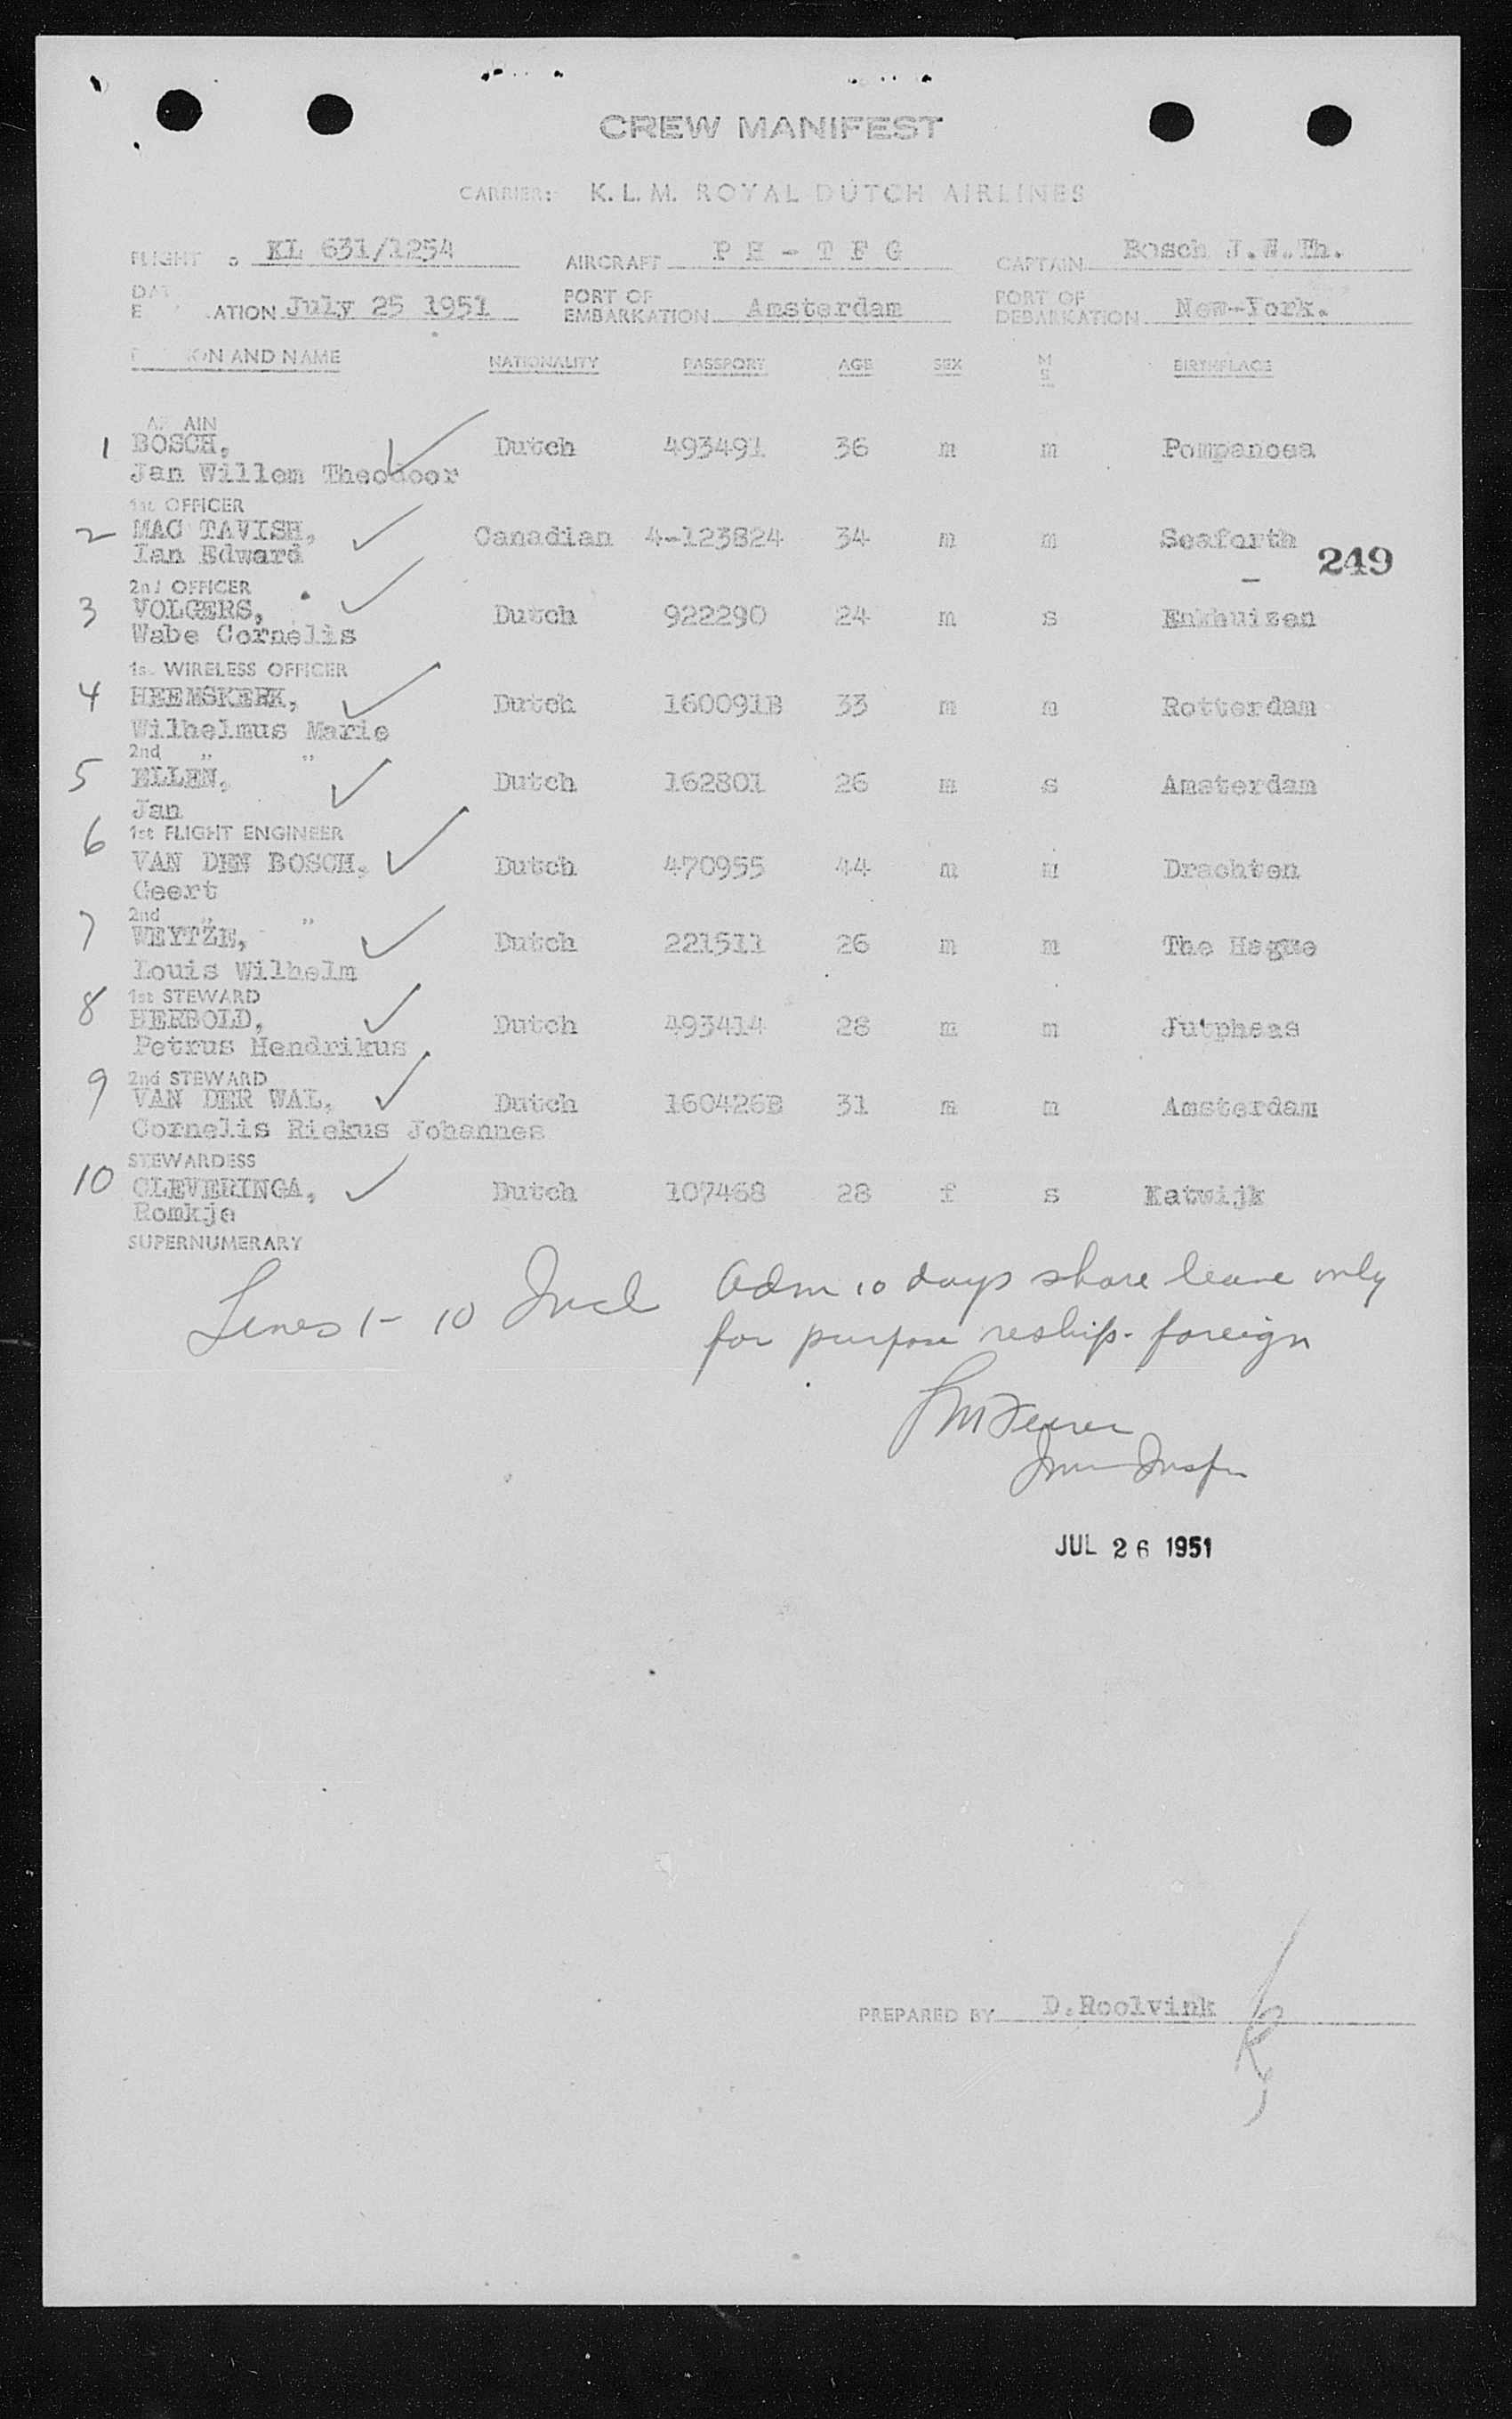 CREW MANIFEST
CARRIER: K.L.M. ROYAL DUTCH AIRLINES
FLIGHT o KL 631/1254 AIRCRAFT P H - T F G CAPTAIN Bosch J.W.Th.
DAT
E ATION July 25 1951 PORT OF EMBARKATION Amsterdam PORT OF DEBARKATION New-York.
ON AND NAME NATIONALITY PASSPORT AGE SEX M S BIRTHPLACE
A AIN
1 BOSCH, Dutch 493491 36 m m Pompanoea
Jan Willem Theodoor
1st OFFICER
2 MAC TAVISH, Canadian 4-123824 34 m m Seaforth
Ian Edward
249
2nd OFFICER
3 VOLGERS, Dutch 922290 24 m s Enkhuizen
Wabe Cornelis
1st WIRELESS OFFICER
4 HEEMSKERK, Dutch 160091B 33 m m Rotterdam
Wilhelmus Marie
2nd " "
5 ELLEN, Dutch 162801 26 m s Amsterdam
Jan
1st FLIGHT ENGINEER
6 VAN DEN BOSCH, Dutch 470955 44 m m Drachten
Geert
2nd " "
7 WEYTZE, Dutch 221511 26 m m The Hague
Louis Wilhelm
1st STEWARD
8 HERBOLD, Dutch 493414 28 m m Jutpheas
Petrus Hendrikus
2nd STEWARD
9 VAN DER WAL, Dutch 160426B 31 m m Amsterdam
Cornelis Riekus Johannes
STEWARDESS
10 CLEVERINGA, Dutch 107468 28 f s Katwijk
Romkje
SUPERNUMERARY
Lines 1 - 10 Incl Adm 10 days shore leave only
for purpose reship. foreign
Imm Inspr
JUL 26 1951
PREPARED BY D.Roolvink